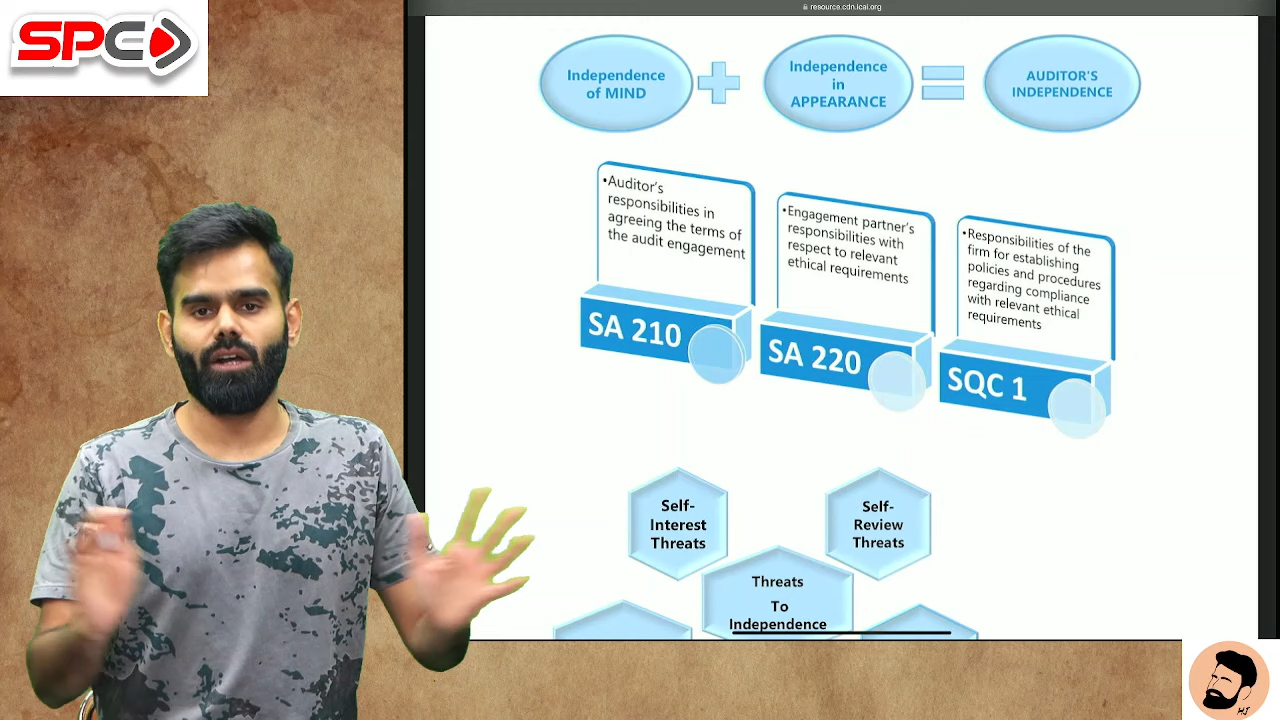 SPC
resource.cdn.icai.org
Independence
of MIND
Independence
in
APPEARANCE
AUDITOR'S
INDEPENDENCE
•Auditor's
responsibilities in
agreeing the terms of
the audit engagement
SA 210
•Engagement partner's
responsibilities with
respect to relevant
ethical requirements
SA 220
•Responsibilities of the
firm for establishing
policies and procedures
regarding compliance
with relevant ethical
requirements
SQC 1
Self-
Interest
Threats
Self-
Review
Threats
Threats
To
Independence
HJ